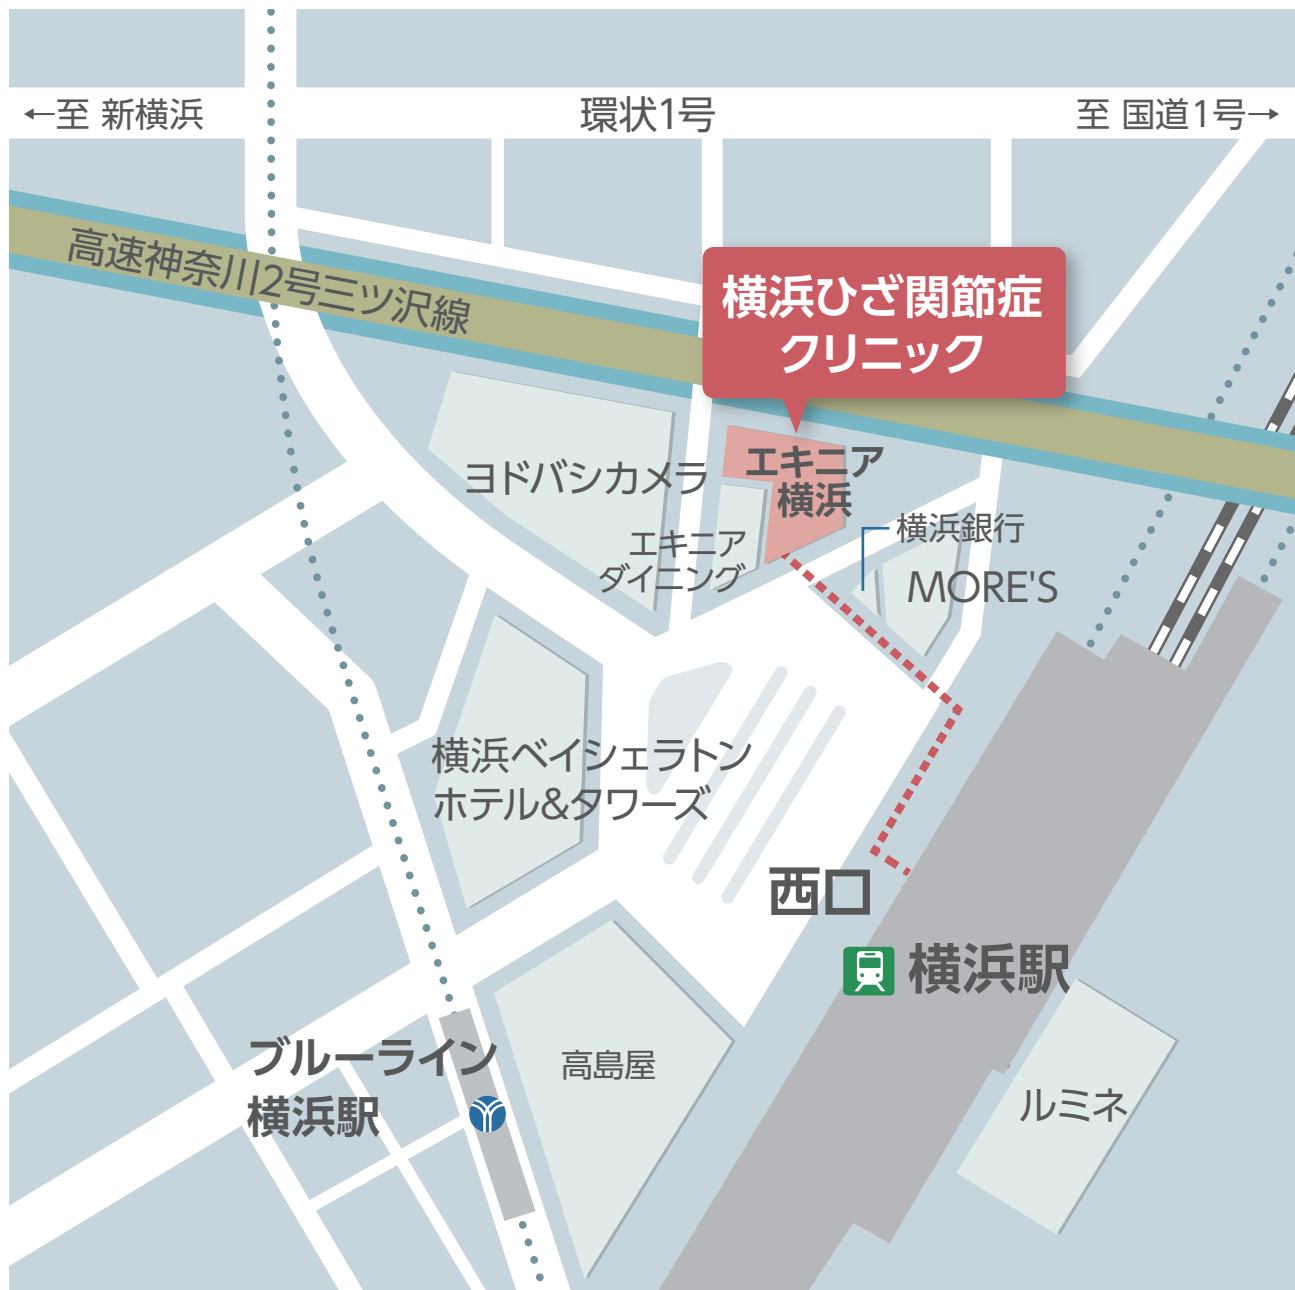 ←至 新横浜
環状1号
至 国道1号→
高速神奈川2号三ツ沢線
横浜ひざ関節症
クリニック
ヨドバシカメラ
エキニア
横浜
エキニア
ダイニング
横浜銀行
MORE'S
横浜ベイシェラトン
ホテル&タワーズ
西口
横浜駅
ブルーライン
横浜駅
高島屋
ルミネ